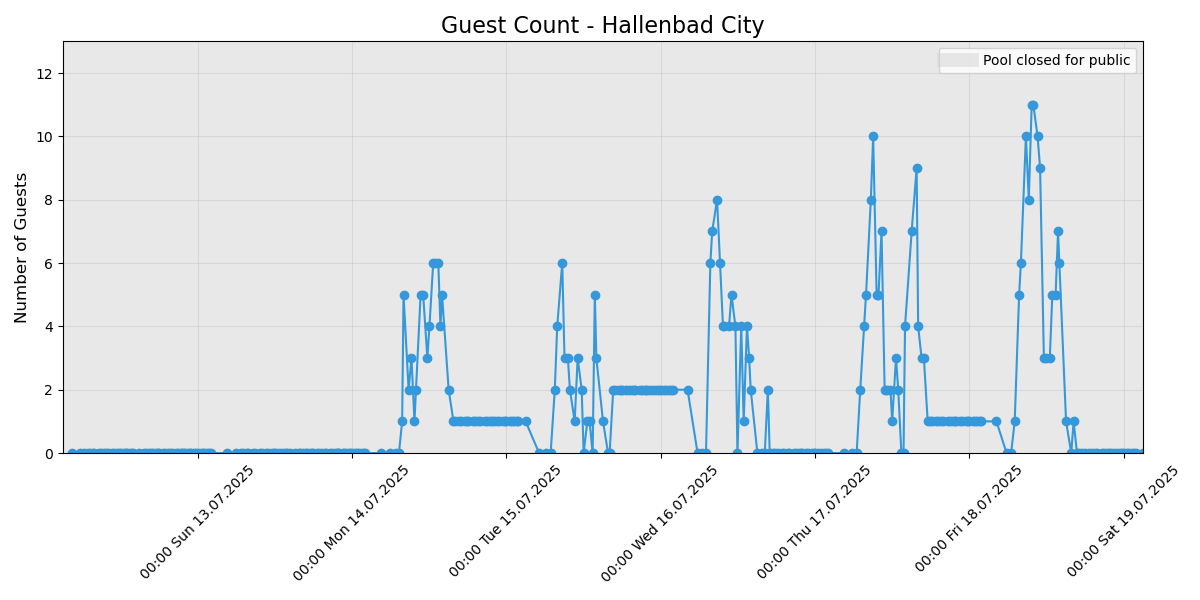 Guest Count - Hallenbad City
Pool closed for public
Number of Guests
12
10
8
6
4
2
0
00:00 Sun 13.07.2025
00:00 Mon 14.07.2025
00:00 Tue 15.07.2025
00:00 Wed 16.07.2025
00:00 Thu 17.07.2025
00:00 Fri 18.07.2025
00:00 Sat 19.07.2025